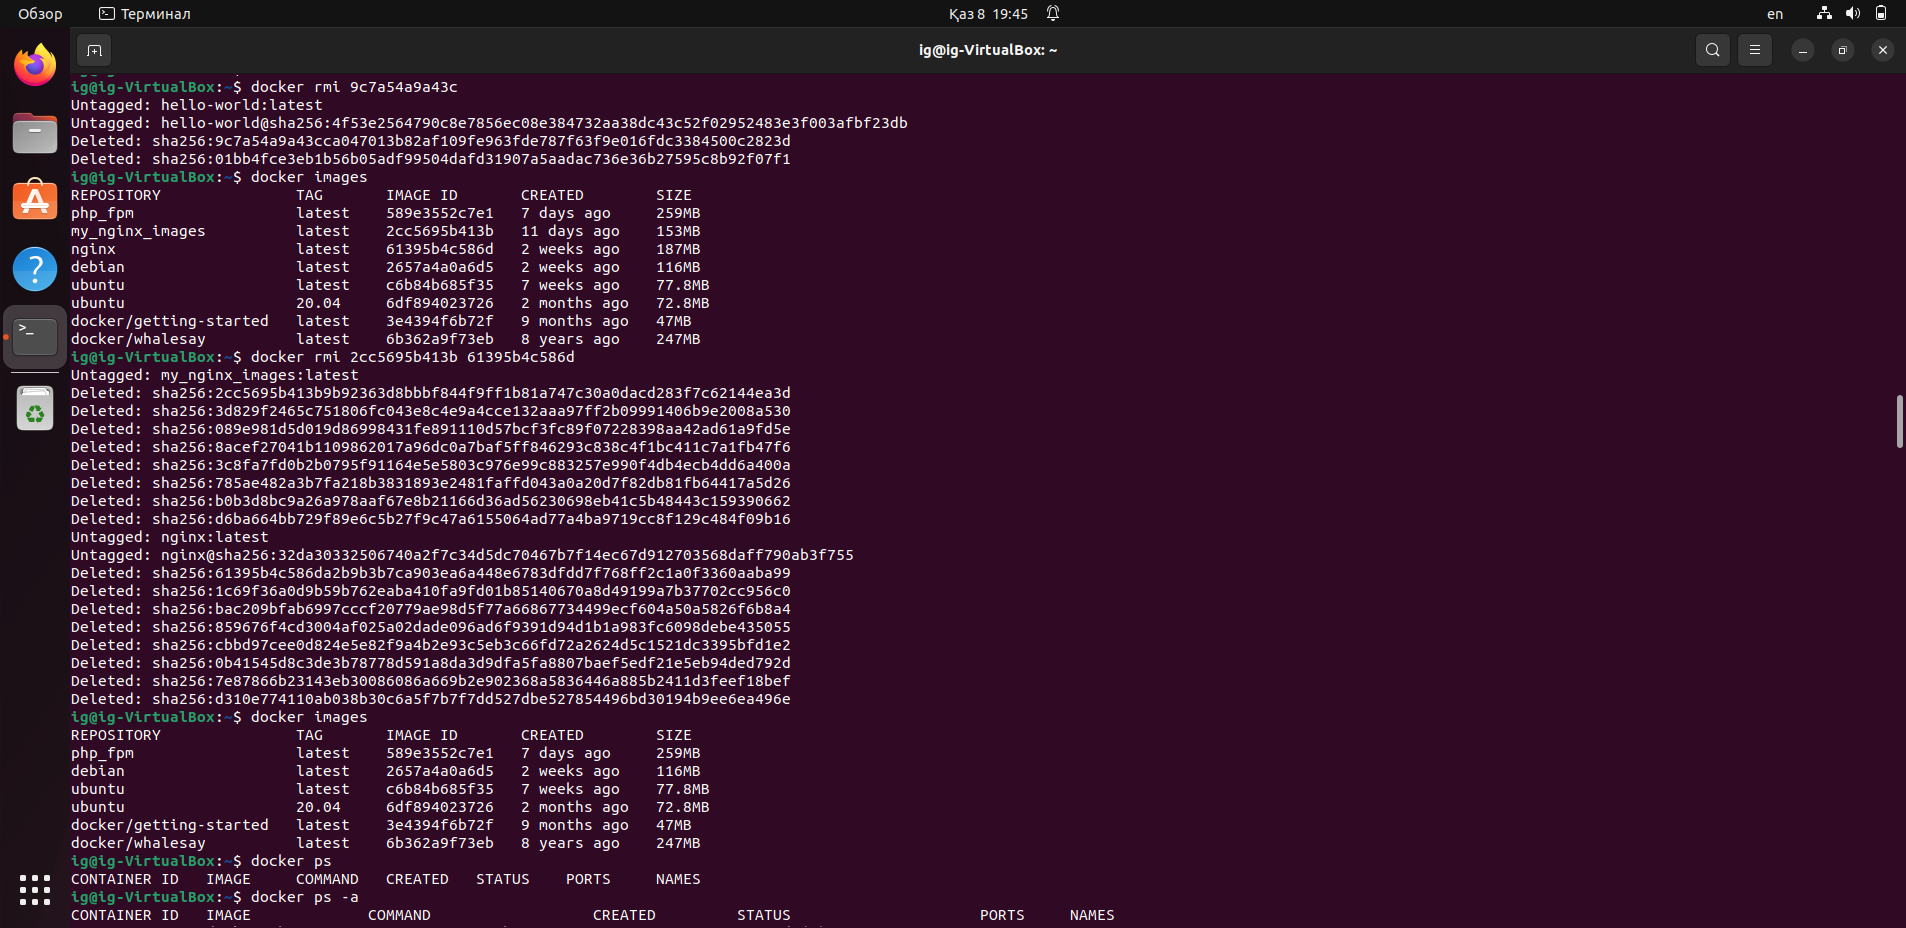 Обзор
Терминал
Қаз 8 19:45
en
ig@ig-VirtualBox: ~
ig@ig-VirtualBox:~$ docker rmi 9c7a54a9a43c
Untagged: hello-world:latest
Untagged: hello-world@sha256:4f53e2564790c8e7856ec08e384732aa38dc43c52f02952483e3f003afbf23db
Deleted: sha256:9c7a54a9a43cca047013b82af109fe963fde787f63f9e016fdc3384500c2823d
Deleted: sha256:01bb4fce3eb1b56b05adf99504dafd31907a5aadac736e36b27595c8b92f07f1
ig@ig-VirtualBox:~$ docker images
REPOSITORY TAG IMAGE ID CREATED SIZE
php_fpm latest 589e3552c7e1 7 days ago 259MB
my_nginx_images latest 2cc5695b413b 11 days ago 153MB
nginx latest 61395b4c586d 2 weeks ago 187MB
debian latest 2657a4a0a6d5 2 weeks ago 116MB
ubuntu latest c6b84b685f35 7 weeks ago 77.8MB
ubuntu 20.04 6df894023726 2 months ago 72.8MB
docker/getting-started latest 3e4394f6b72f 9 months ago 47MB
docker/whalesay latest 6b362a9f73eb 8 years ago 247MB
ig@ig-VirtualBox:~$ docker rmi 2cc5695b413b 61395b4c586d
Untagged: my_nginx_images:latest
Deleted: sha256:2cc5695b413b9b92363d8bbbf844f9ff1b81a747c30a0dacd283f7c62144ea3d
Deleted: sha256:3d829f2465c751806fc043e8c4e9a4cce132aaa97ff2b09991406b9e2008a530
Deleted: sha256:089e981d5d019d86998431fe891110d57bcf3fc89f07228398aa42ad61a9fd5e
Deleted: sha256:8acef27041b1109862017a96dc0a7baf5ff846293c838c4f1bc411c7a1fb47f6
Deleted: sha256:3c8fa7fd0b2b0795f91164e5e5803c976e99c883257e990f4db4ecb4dd6a400a
Deleted: sha256:785ae482a3b7fa218b3831893e2481faffd043a0a20d7f82db81fb64417a5d26
Deleted: sha256:b0b3d8bc9a26a978aaf67e8b21166d36ad56230698eb41c5b48443c159390662
Deleted: sha256:d6ba664bb729f89e6c5b27f9c47a6155064ad77a4ba9719cc8f129c484f09b16
Untagged: nginx:latest
Untagged: nginx@sha256:32da30332506740a2f7c34d5dc70467b7f14ec67d912703568daff790ab3f755
Deleted: sha256:61395b4c586da2b9b3b7ca903ea6a448e6783dfdd7f768ff2c1a0f3360aaba99
Deleted: sha256:1c69f36a0d9b59b762eaba410fa9fd01b85140670a8d49199a7b37702cc956c0
Deleted: sha256:bac209bfab6997cccf20779ae98d5f77a66867734499ecf604a50a5826f6b8a4
Deleted: sha256:859676f4cd3004af025a02dade096ad6f9391d94d1b1a983fc6098debe435055
Deleted: sha256:cbbd97cee0d824e5e82f9a4b2e93c5eb3c66fd72a2624d5c1521dc3395bfd1e2
Deleted: sha256:0b41545d8c3de3b78778d591a8da3d9dfa5fa8807baef5edf21e5eb94ded792d
Deleted: sha256:7e87866b23143eb30086086a669b2e902368a5836446a885b2411d3feef18bef
Deleted: sha256:d310e774110ab038b30c6a5f7b7f7dd527dbe527854496bd30194b9ee6ea496e
ig@ig-VirtualBox:~$ docker images
REPOSITORY TAG IMAGE ID CREATED SIZE
php_fpm latest 589e3552c7e1 7 days ago 259MB
debian latest 2657a4a0a6d5 2 weeks ago 116MB
ubuntu latest c6b84b685f35 7 weeks ago 77.8MB
ubuntu 20.04 6df894023726 2 months ago 72.8MB
docker/getting-started latest 3e4394f6b72f 9 months ago 47MB
docker/whalesay latest 6b362a9f73eb 8 years ago 247MB
ig@ig-VirtualBox:~$ docker ps
CONTAINER ID IMAGE COMMAND CREATED STATUS PORTS NAMES
ig@ig-VirtualBox:~$ docker ps -a
CONTAINER ID IMAGE COMMAND CREATED STATUS PORTS NAMES